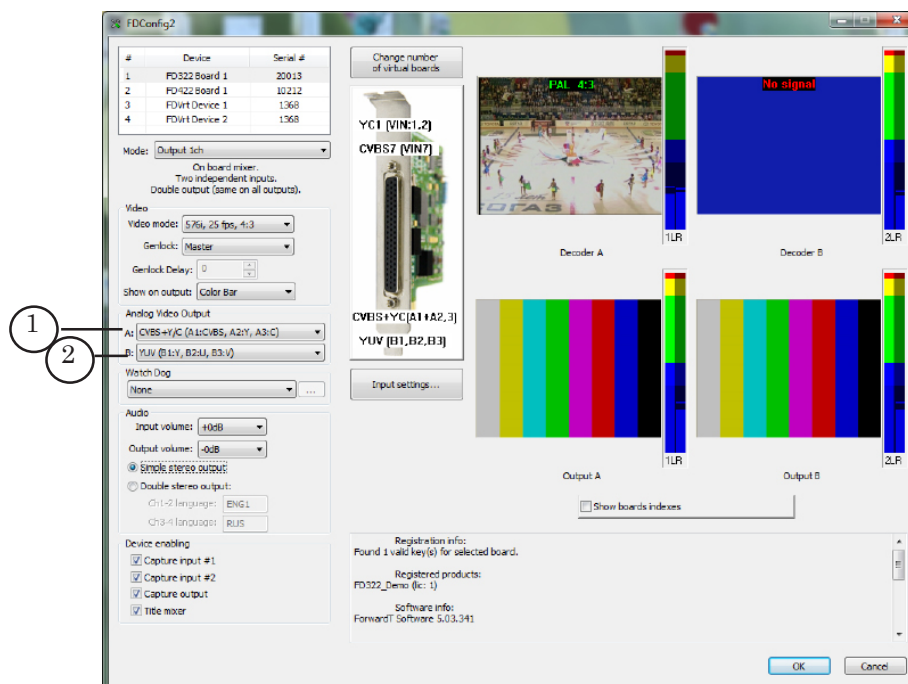 FDConfig2
# Device Serial #
1 FD322 Board 1 20013
2 FD422 Board 1 10212
3 FDVrt Device 1 1368
4 FDVrt Device 2 1368
Mode: Output 1ch
On board mixer.
Two independent inputs.
Double output (same on all outputs).
Video
Video mode: 576i, 25 fps, 4:3
Genlock: Master
Genlock Delay: 0
Show on output: Color Bar
1
Analog Video Output
A: CVBS+Y/C (A1:CVBS, A2:Y, A3:C)
2
B: YUV (B1:Y, B2:U, B3:V)
Watch Dog
None ...
Audio
Input volume: +0dB
Output volume: -0dB
Simple stereo output:
Double stereo output:
Ch1-2 language: ENG1
Ch3-4 language: RUS
Device enabling
Capture input #1
Capture input #2
Capture output
Title mixer
Change number
of virtual boards
YC1 (VIN:1,2)
CVBS7 (VIN7)
CVBS+YC(A1+A2,3)
YUV (B1,B2,B3)
Input settings...
PAL 4:3
ОГАЗ
1LR
Decoder A
No signal
2LR
Decoder B
1LR
Output A
2LR
Output B
Show boards indexes
Registration info:
Found 1 valid key(s) for selected board.
Registered products:
FD322_Demo (lic: 1)
Software info:
ForwardT Software 5.03.341
OK
Cancel